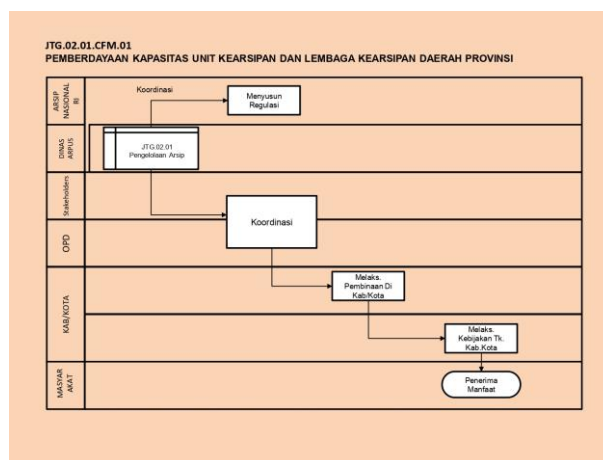 JTG.02.01.CFM.01
PEMBERDAYAAN KAPASITAS UNIT KEARSIPAN DAN LEMBAGA KEARSIPAN DAERAH PROVINSI
ARSIP
NASIONAL
RI
Koordinasi
Menyusun
Regulasi
DINAS
ARPUS
JTG.02.01
Pengelolaan Arsip
Stakeholders
Koordinasi
OPD
KAB/KOTA
Melaks.
Pembinaan Di
Kab/Kota
Melaks.
Kebijakan Tk.
Kab.Kota
MASYAR
AKAT
Penerima
Manfaat